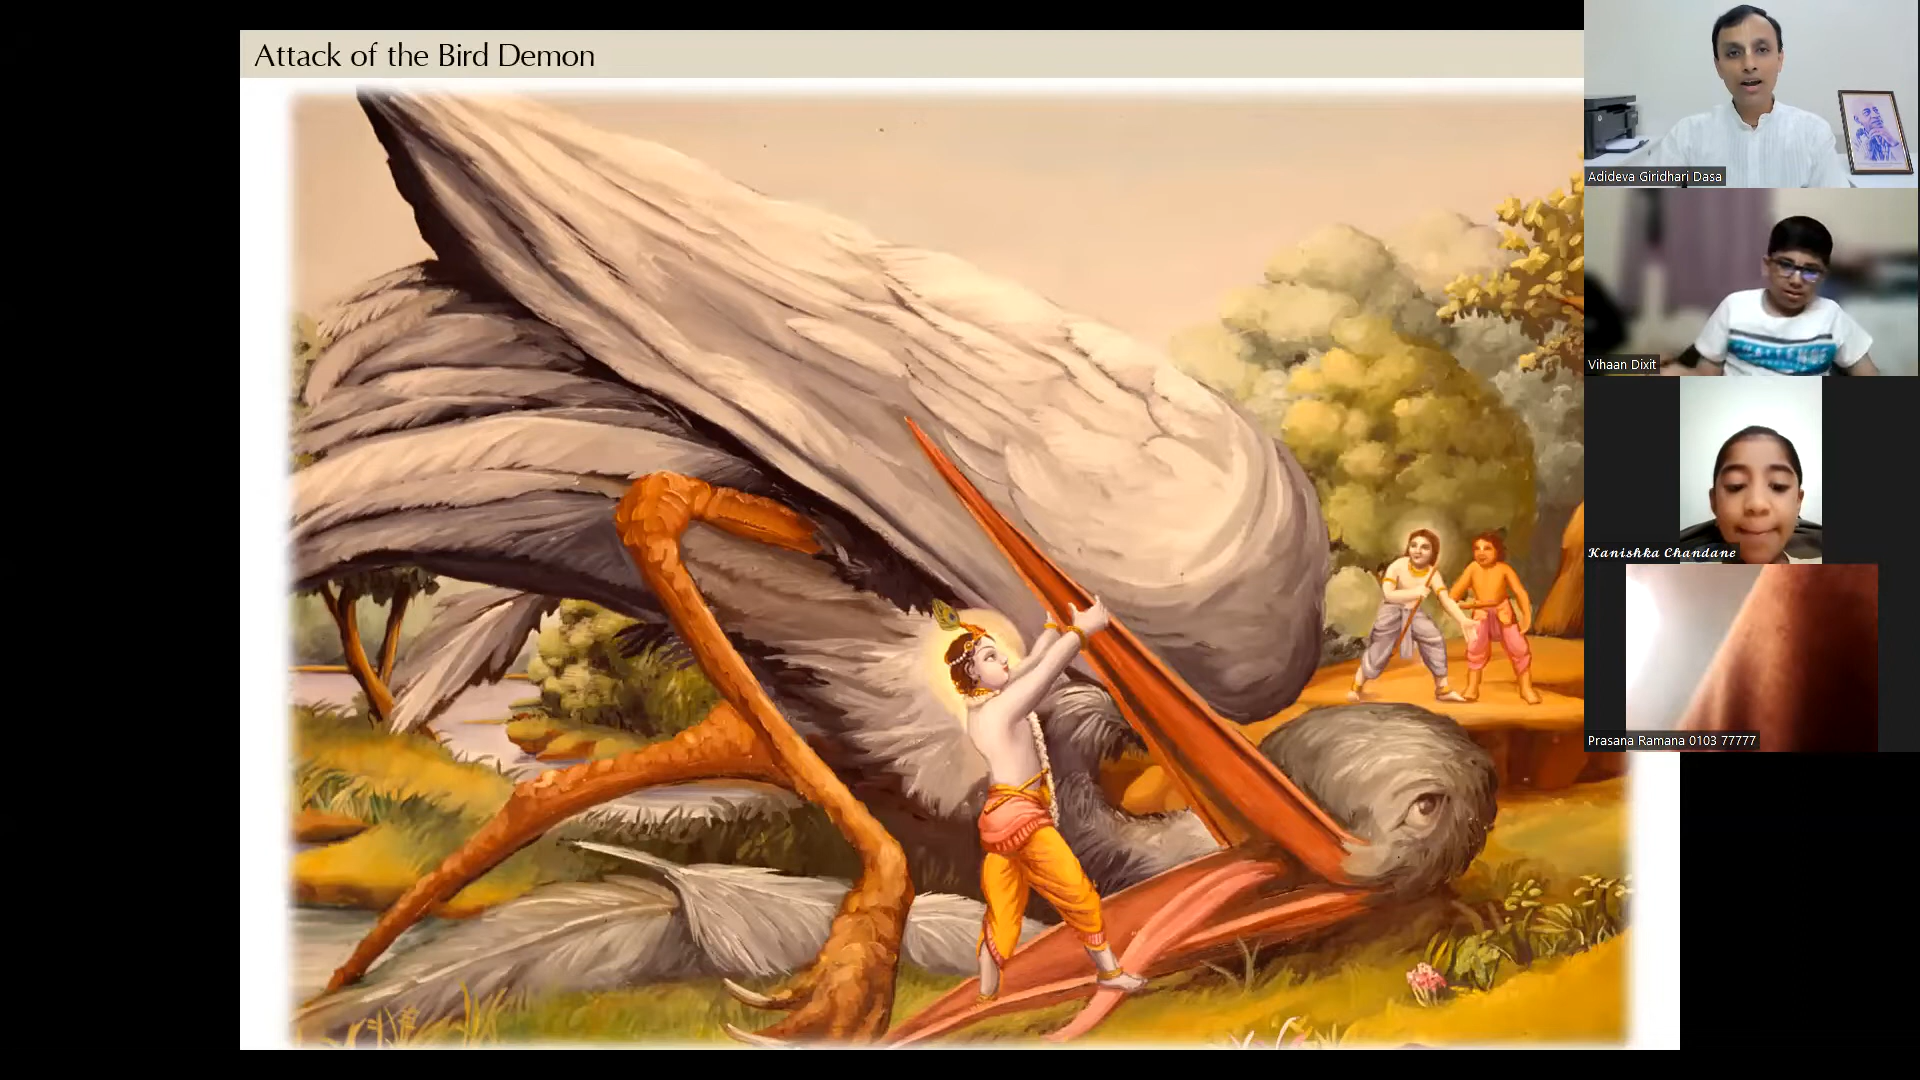 Attack of the Bird Demon
Adideva Giridhari Dasa
Vihaan Dixit
Kanishka Chandane
Prasana Ramana 0103 77777